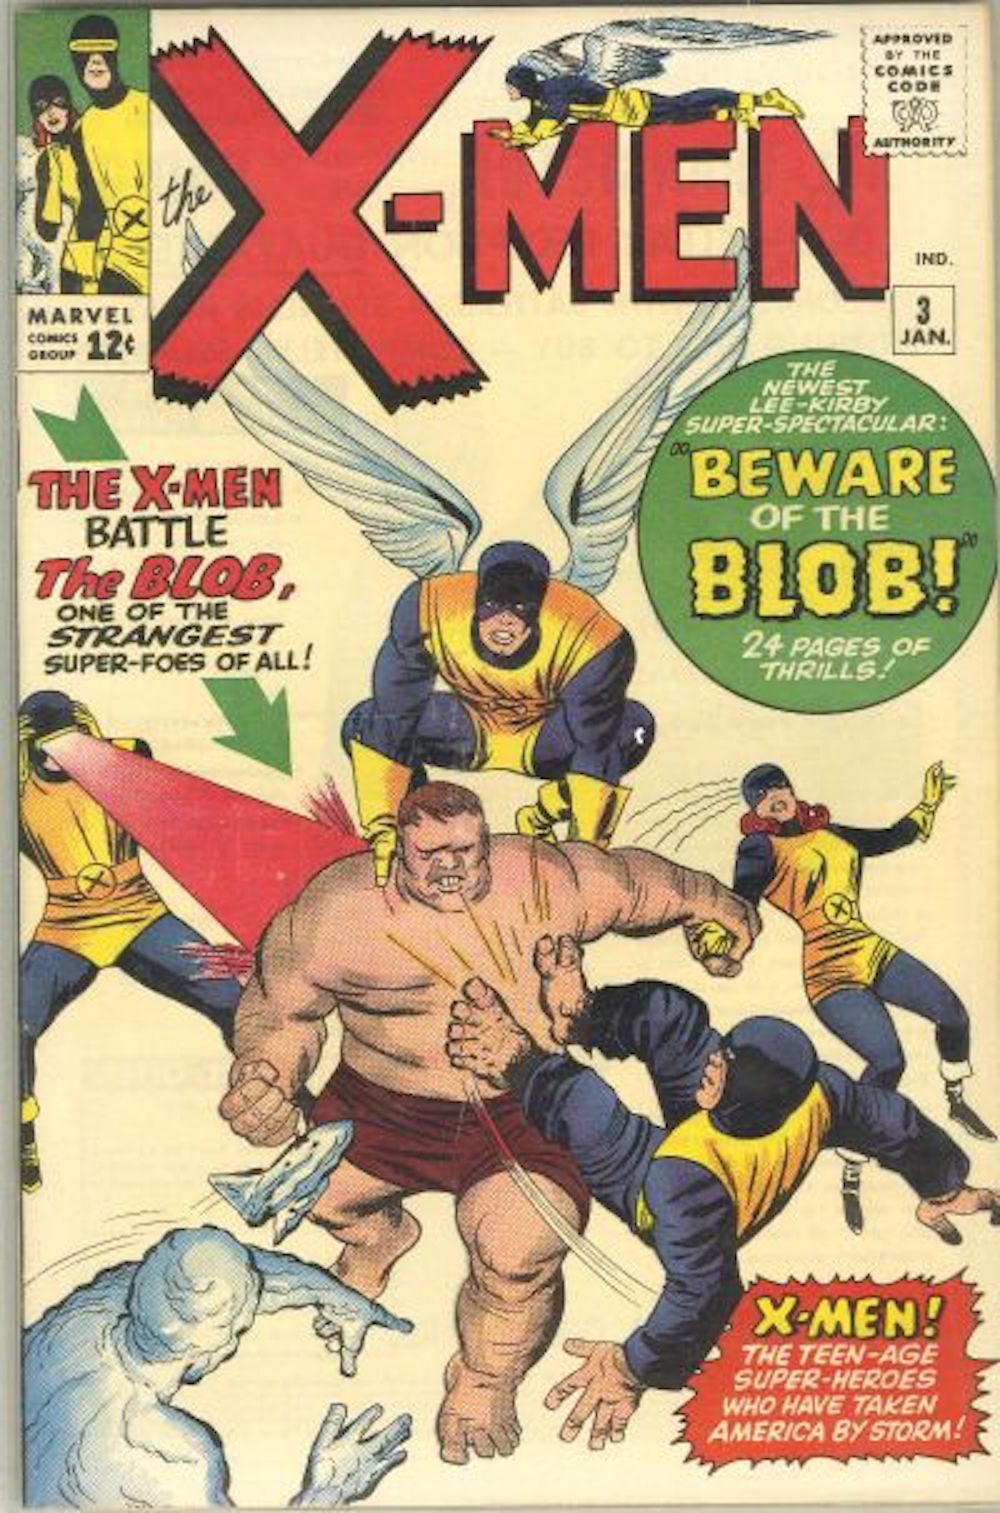 APPROVED
BY THE
COMICS
CODE
AUTHORITY
the
X-MEN
IND.
3
JAN.
MARVEL
COMICS
GROUP 12¢
THE X-MEN
BATTLE
The BLOB,
ONE OF THE
STRANGEST
SUPER-FOES OF ALL!
THE
NEWEST
LEE-KIRBY
SUPER-SPECTACULAR:
"BEWARE
OF THE
BLOB!"
24 PAGES OF
THRILLS!
X-MEN!
THE TEEN-AGE
SUPER-HEROES
WHO HAVE TAKEN
AMERICA BY STORM!